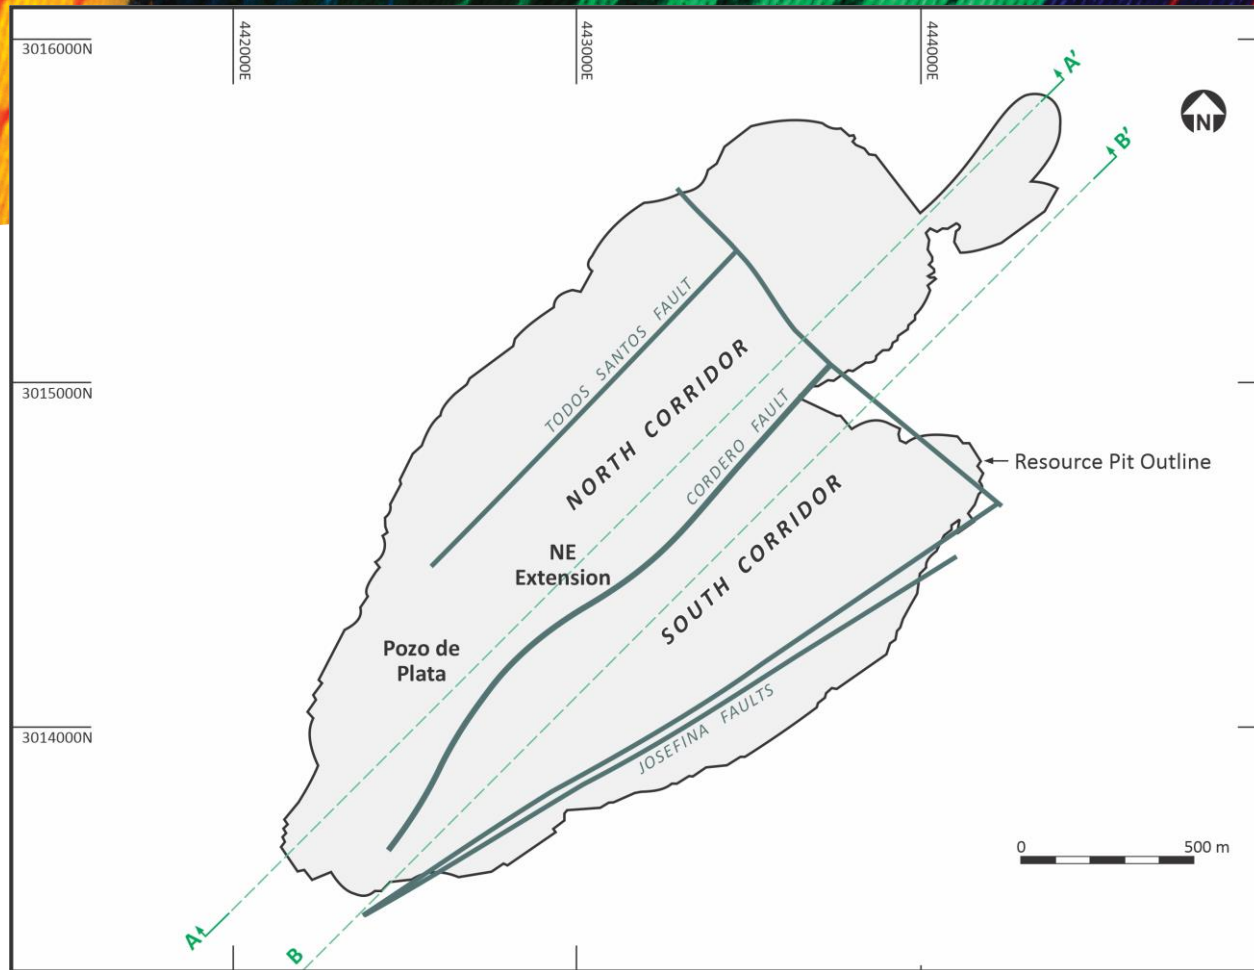 442000E
443000E
444000E
3016000N
A'
N
B'
TODOS SANTOS FAULT
NORTH CORRIDOR
3015000N
CORDERO FAULT
Resource Pit Outline
SOUTH CORRIDOR
NE
Extension
Pozo de
Plata
JOSEFINA FAULTS
3014000N
0 500 m
A
B